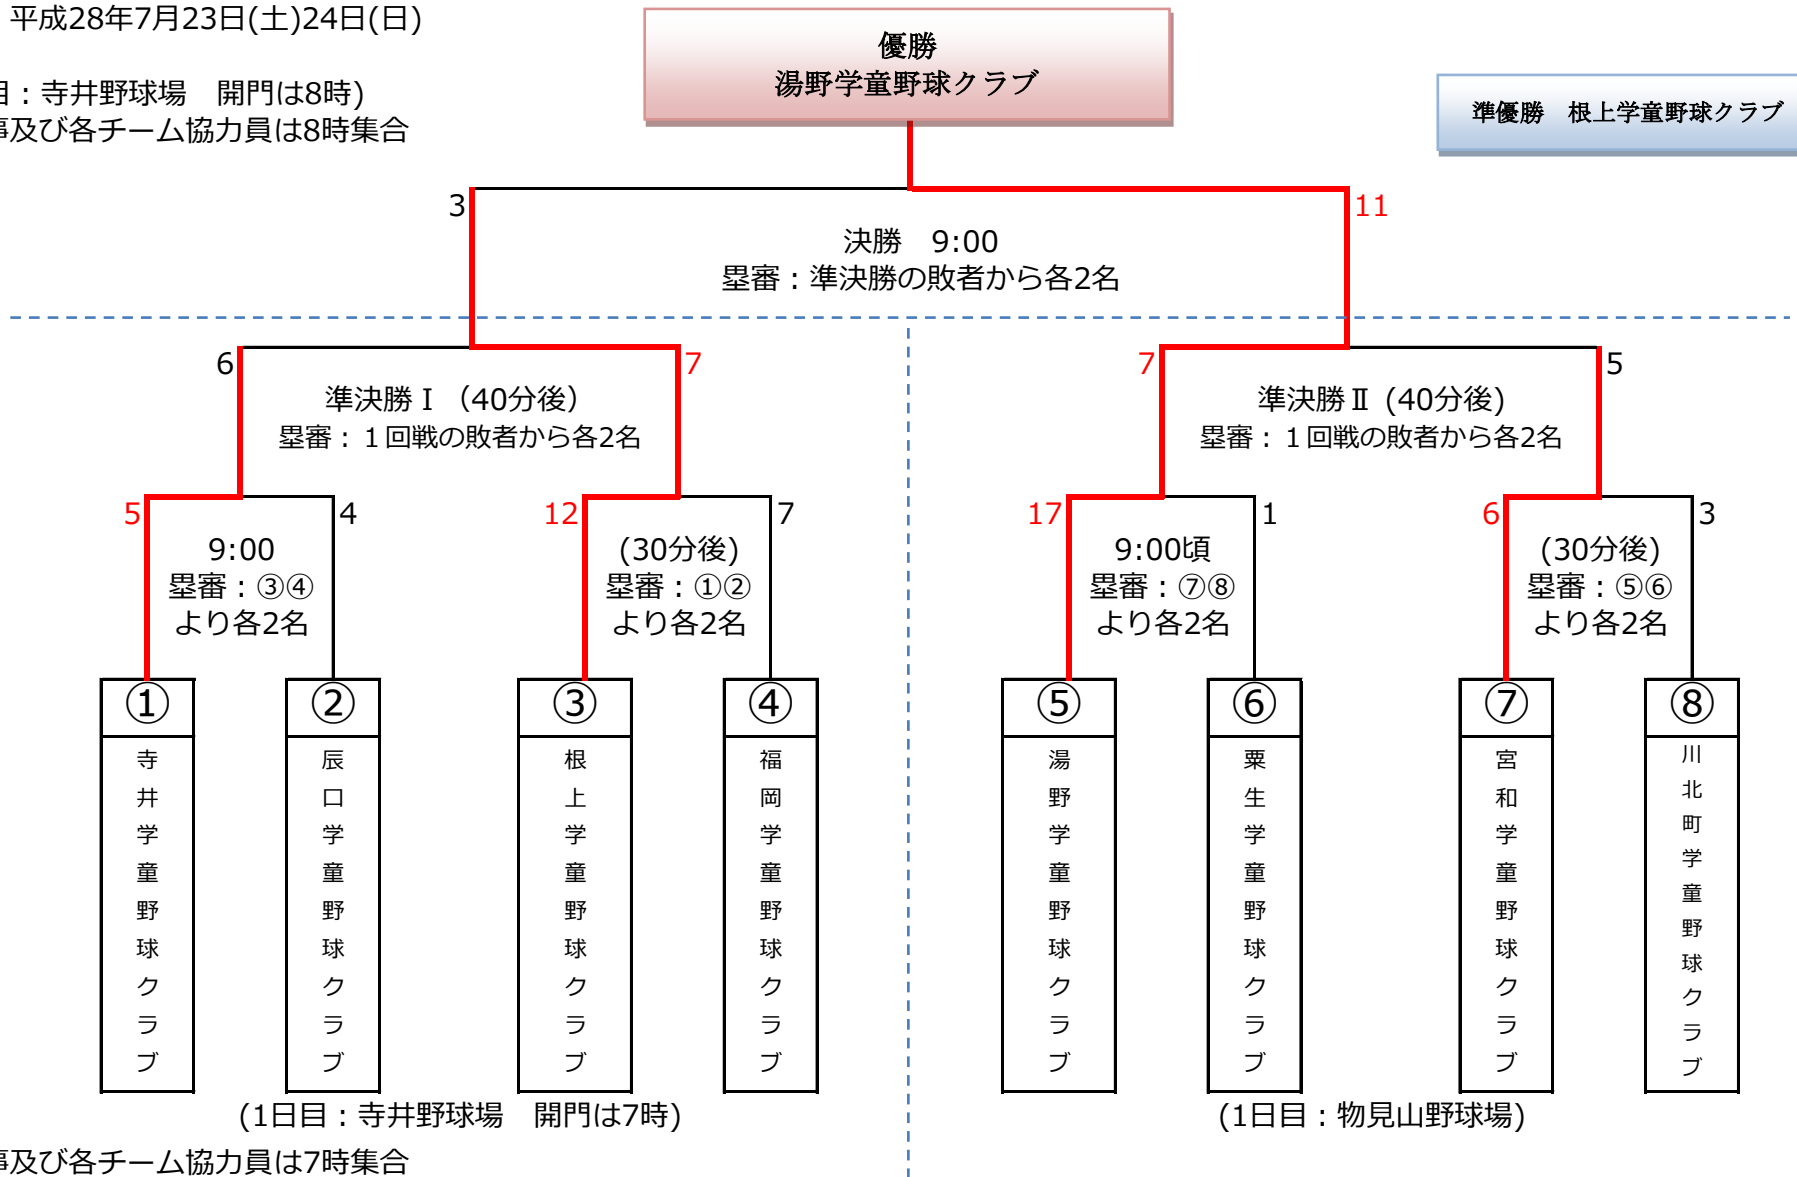 平成28年7月23日(土)24日(日)
優勝
湯野学童野球クラブ
目：寺井野球場　開門は8時)
準優勝　根上学童野球クラブ
事及び各チーム協力員は8時集合
3
11
決勝　9:00
塁審：準決勝の敗者から各2名
6
7
7
5
準決勝Ⅰ（40分後）
塁審：１回戦の敗者から各2名
準決勝Ⅱ (40分後)
塁審：１回戦の敗者から各2名
5
4
12
7
17
1
6
3
9:00
塁審：③④
より各2名
(30分後)
塁審：①②
より各2名
9:00頃
塁審：⑦⑧
より各2名
(30分後)
塁審：⑤⑥
より各2名
①
寺井学童野球クラブ
②
辰口学童野球クラブ
③
根上学童野球クラブ
④
福岡学童野球クラブ
⑤
湯野学童野球クラブ
⑥
粟生学童野球クラブ
⑦
宮和学童野球クラブ
⑧
川北町学童野球クラブ
(1日目：寺井野球場　開門は7時)
(1日目：物見山野球場)
事及び各チーム協力員は7時集合